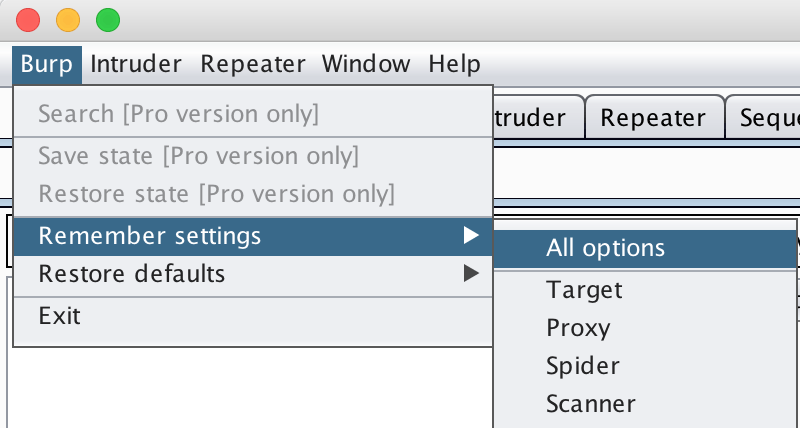 Burp Intruder Repeater Window Help
truder Repeater Sequ
Search [Pro version only]
Save state [Pro version only]
Restore state [Pro version only]
Remember settings
Restore defaults
Exit
All options
Target
Proxy
Spider
Scanner